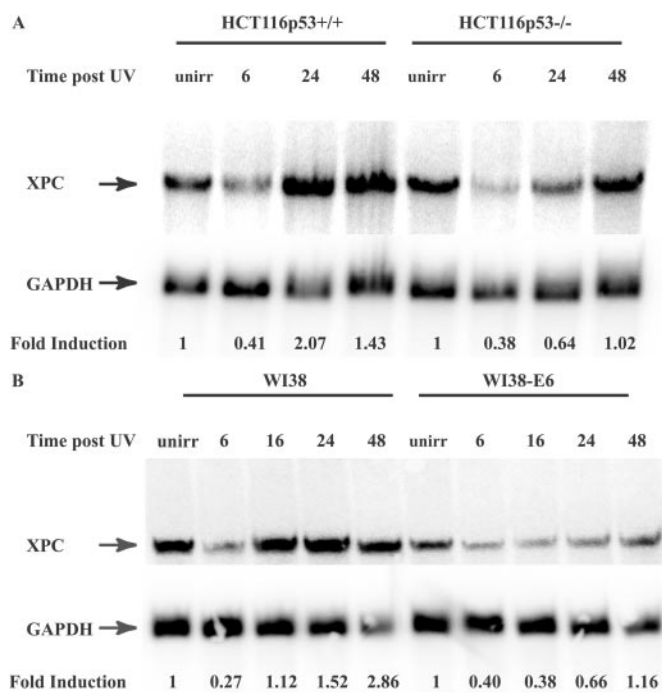 A HCT116p53+/+ HCT116p53-/-
Time post UV unirr 6 24 48 unirr 6 24 48
XPC
GAPDH
Fold Induction 1 0.41 2.07 1.43 1 0.38 0.64 1.02
B WI38 WI38-E6
Time post UV unirr 6 16 24 48 unirr 6 16 24 48
XPC
GAPDH
Fold Induction 1 0.27 1.12 1.52 2.86 1 0.40 0.38 0.66 1.16